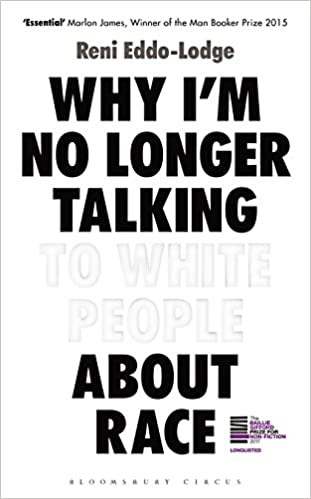 ‘Essential’ Marlon James, Winner of the Man Booker Prize 2015
Reni Eddo-Lodge
WHY I’M
NO LONGER
TALKING
TO WHITE
PEOPLE
ABOUT
RACE
The
BAILLIE
GIFFORD
PRIZE FOR
NON-FICTION
2017
LONGLISTED
BLOOMSBURY CIRCUS